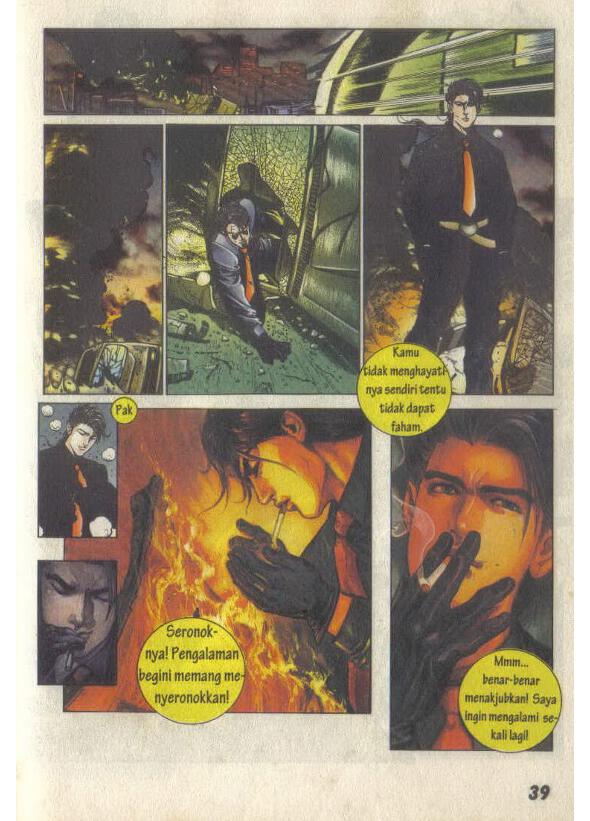 Kamu
tidak menghayati-
nya sendiri tentu
tidak dapat
faham.
Pak
Seronok-
nya! Pengalaman
begini memang me-
nyeronokkan!
Mmm...
benar-benar
menakjubkan! Saya
ingin mengalami se-
kali lagi!
39